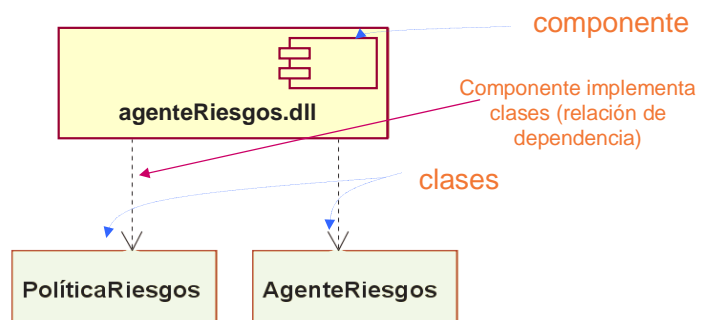 componente
agenteRiesgos.dll
Componente implementa
clases (relación de
dependencia)
clases
PolíticaRiesgos
AgenteRiesgos